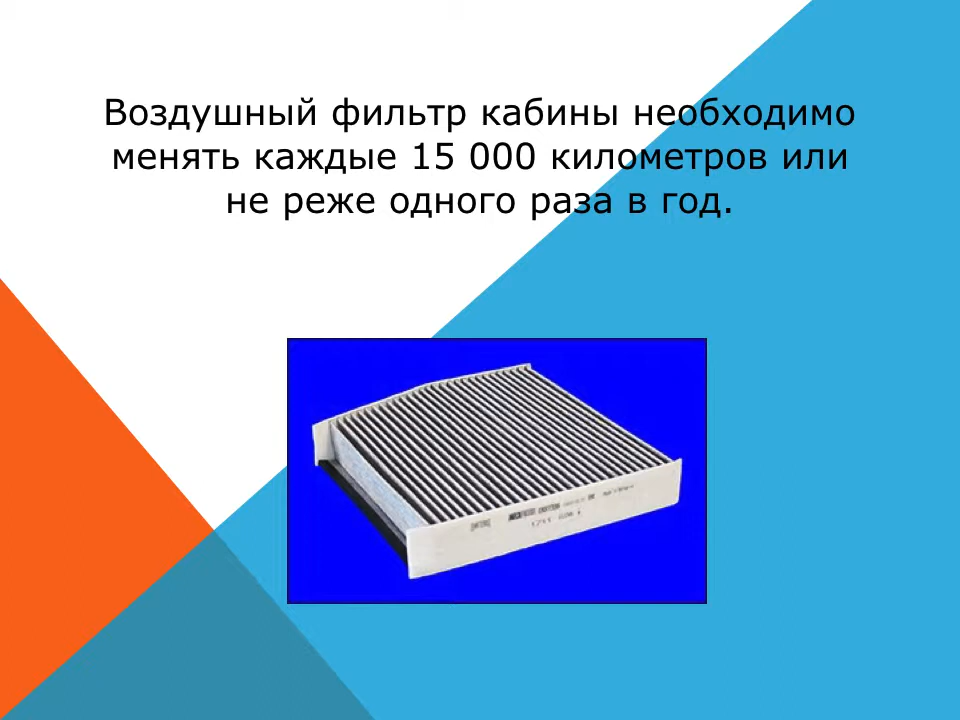 Воздушный фильтр кабины необходимо
менять каждые 15 000 километров или
не реже одного раза в год.